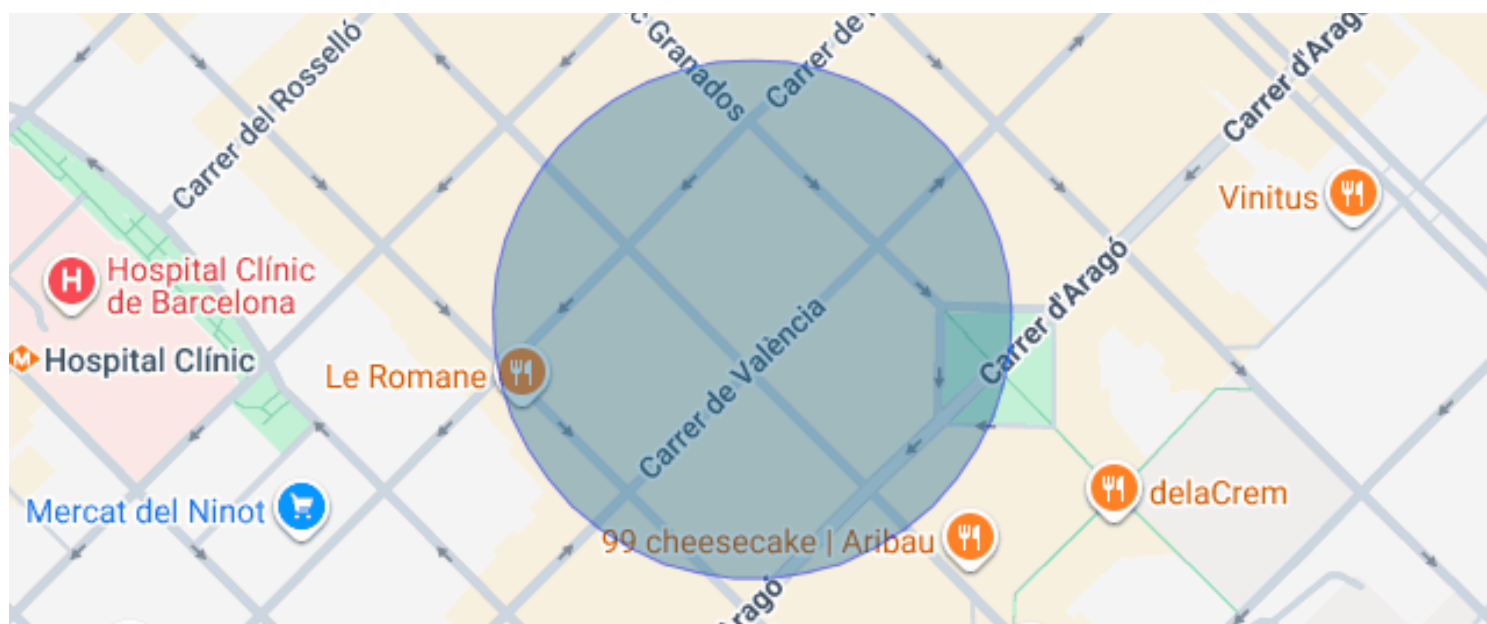 Granados
Carrer de
Carrer d'Aragó
Carrer del Rosselló
Vinitus
Hospital Clínic
de Barcelona
Carrer d'Aragó
Hospital Clínic
Le Romane
Carrer de València
Mercat del Ninot
delaCrem
99 cheesecake | Aribau
Aragó